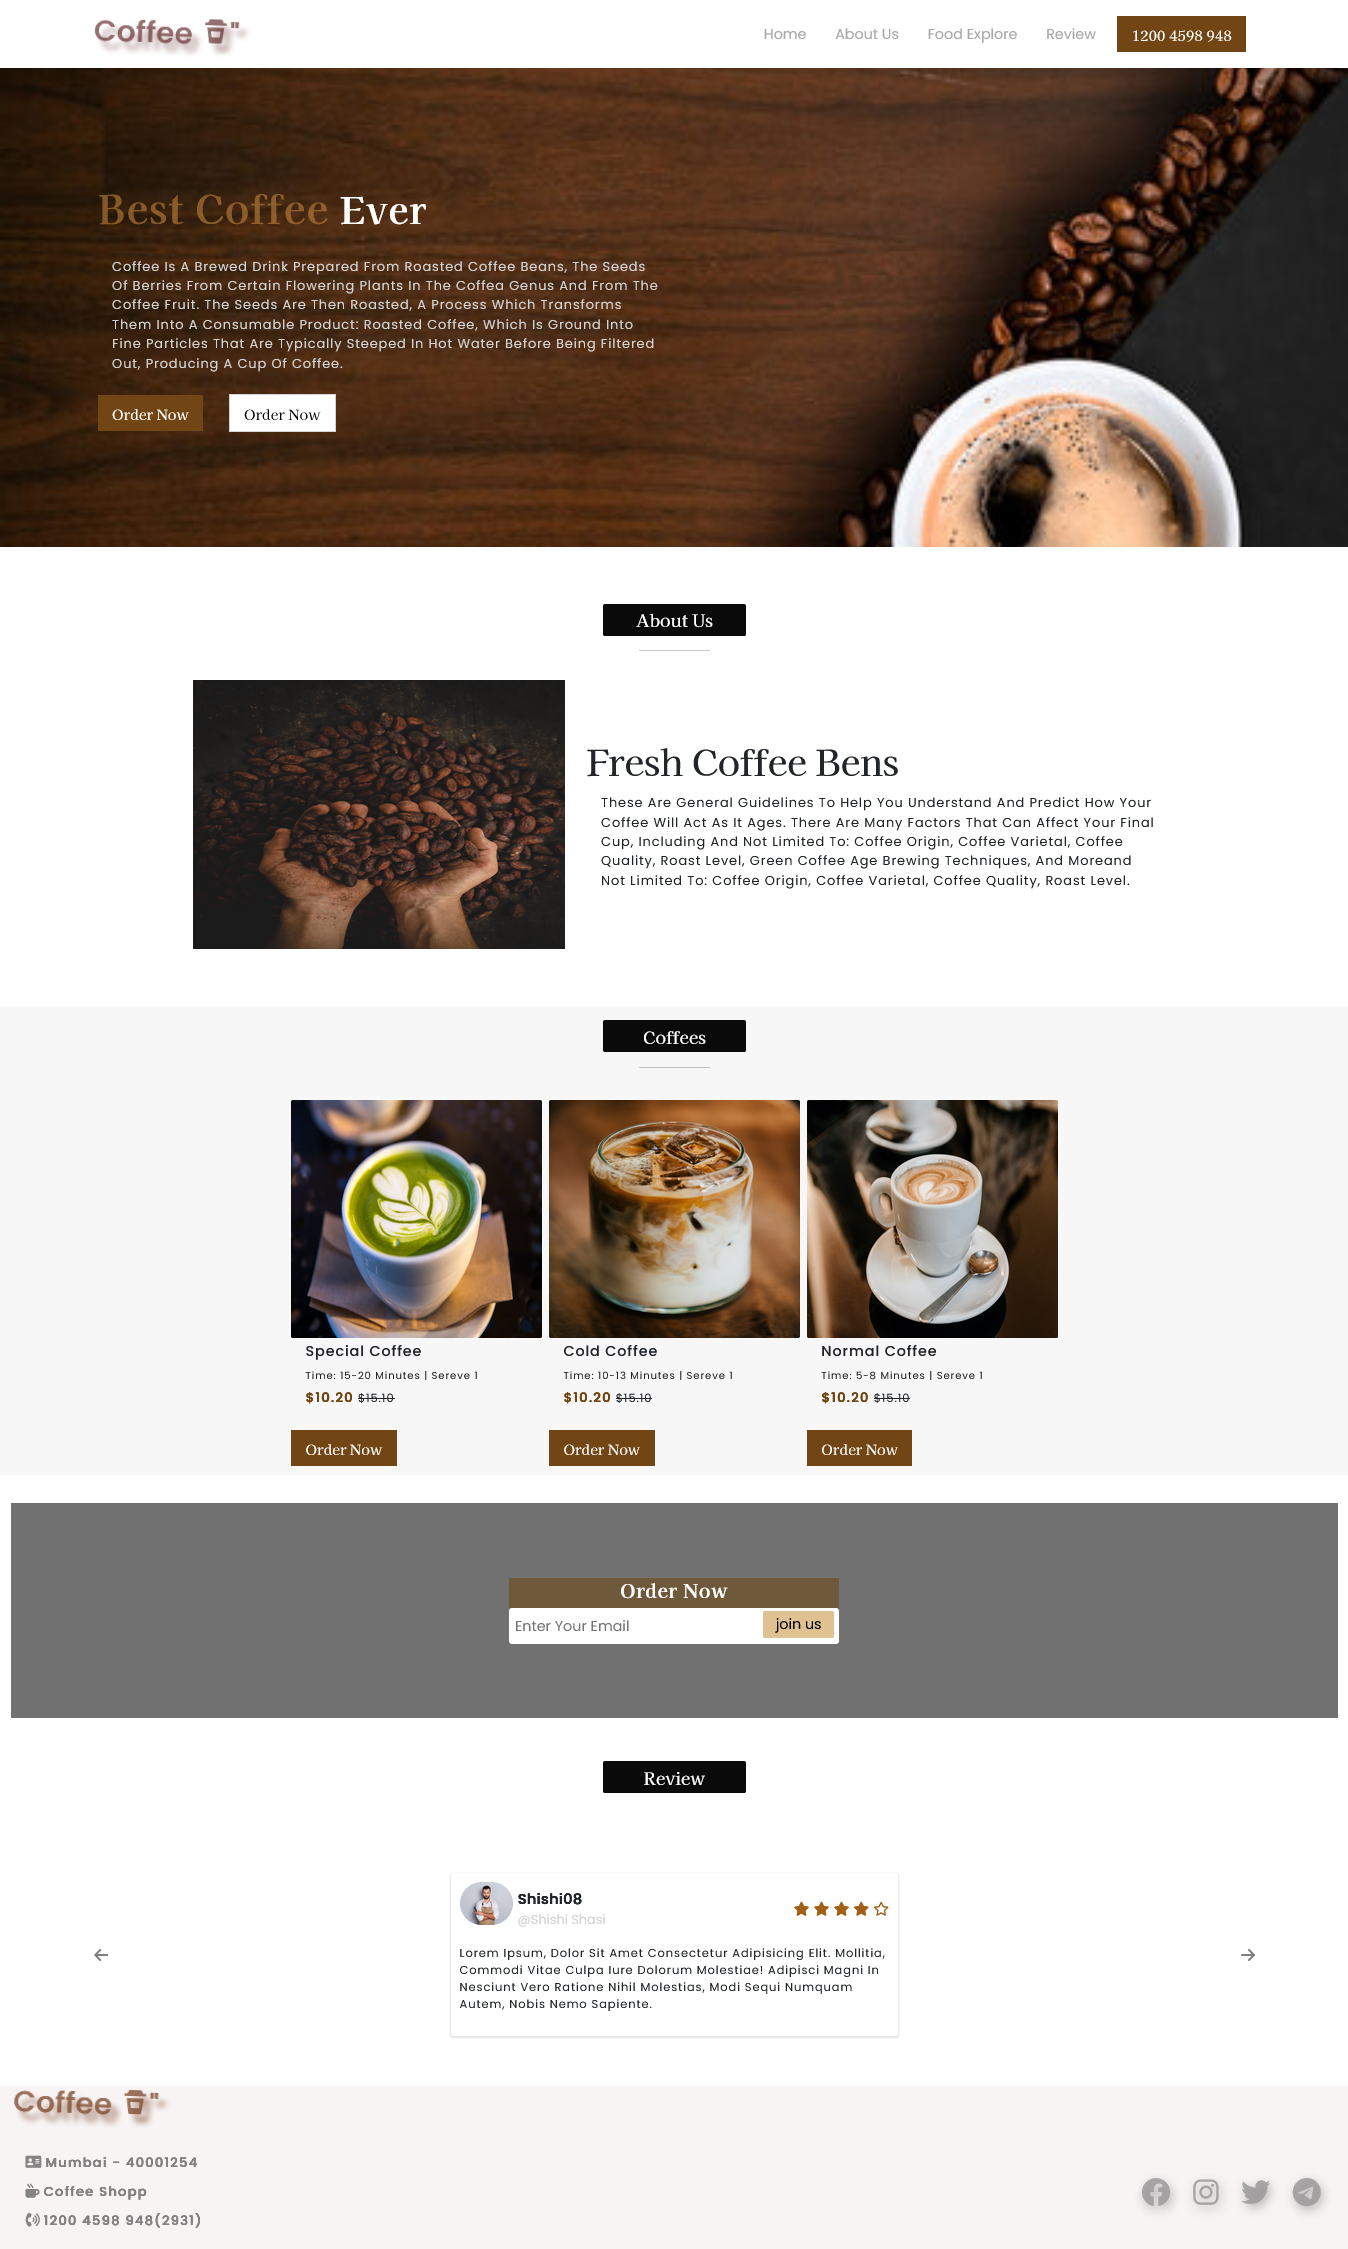 Coffee "
Home About Us Food Explore Review 1200 4598 948
Best Coffee Ever
Coffee Is A Brewed Drink Prepared From Roasted Coffee Beans, The Seeds
Of Berries From Certain Flowering Plants In The Coffea Genus And From The
Coffee Fruit. The Seeds Are Then Roasted, A Process Which Transforms
Them Into A Consumable Product: Roasted Coffee, Which Is Ground Into
Fine Particles That Are Typically Steeped In Hot Water Before Being Filtered
Out, Producing A Cup Of Coffee.
Order Now Order Now
About Us
Fresh Coffee Bens
These Are General Guidelines To Help You Understand And Predict How Your
Coffee Will Act As It Ages. There Are Many Factors That Can Affect Your Final
Cup, Including And Not Limited To: Coffee Origin, Coffee Varietal, Coffee
Quality, Roast Level, Green Coffee Age Brewing Techniques, And Moreand
Not Limited To: Coffee Origin, Coffee Varietal, Coffee Quality, Roast Level.
Coffees
Special Coffee
Time: 15-20 Minutes | Sereve 1
$10.20 $15.10
Order Now
Cold Coffee
Time: 10-13 Minutes | Sereve 1
$10.20 $15.10
Order Now
Normal Coffee
Time: 5-8 Minutes | Sereve 1
$10.20 $15.10
Order Now
Order Now
Enter Your Email join us
Review
Shishi08
@Shishi Shasi
Lorem Ipsum, Dolor Sit Amet Consectetur Adipisicing Elit. Mollitia,
Commodi Vitae Culpa Iure Dolorum Molestiae! Adipisci Magni In
Nesciunt Vero Ratione Nihil Molestias, Modi Sequi Numquam
Autem, Nobis Nemo Sapiente.
Coffee "
Mumbai - 40001254
Coffee Shopp
1200 4598 948(2931)